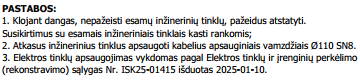 PASTABOS:
1. Klojant dangas, nepažeisti esamų inžinerinių tinklų, pažeidus atstatyti.
Susikirtimus su esamais inžineriniais tinklais kasti rankomis;
2. Atkasus inžinerinius tinklus apsaugoti kabelius apsauginiais vamzdžiais Ø110 SN8.
3. Elektros tinklų apsaugojimas vykdomas pagal Elektros tinklų ir įrenginių perkėlimo
(rekonstravimo) sąlygas Nr. ISK25-01415 išduotas 2025-01-10.